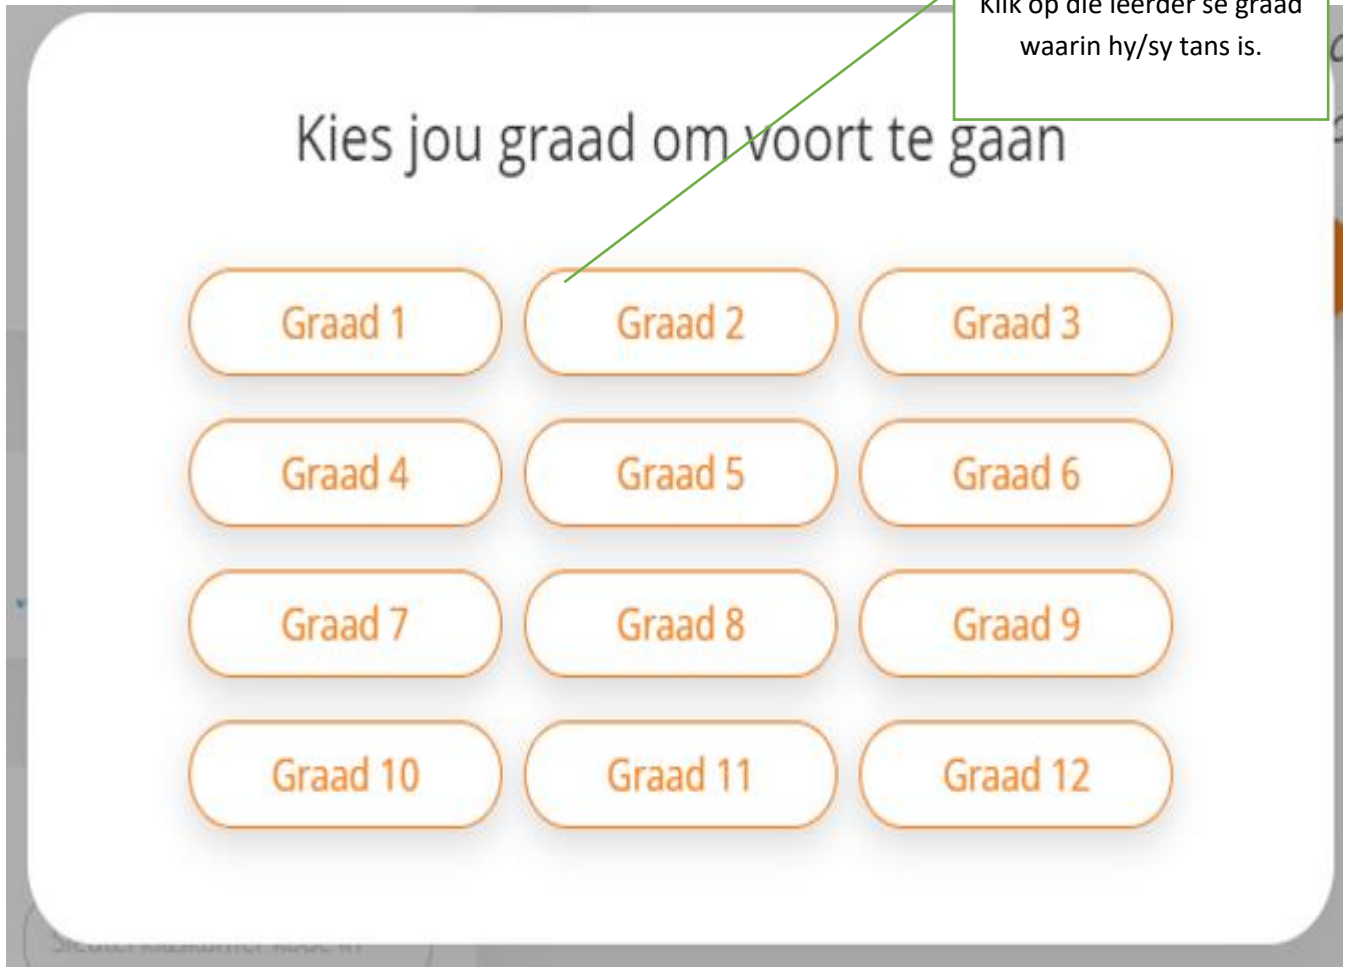 Klik op die leerder se graad
waarin hy/sy tans is.
Kies jou graad om voort te gaan
Graad 1
Graad 2
Graad 3
Graad 4
Graad 5
Graad 6
Graad 7
Graad 8
Graad 9
Graad 10
Graad 11
Graad 12